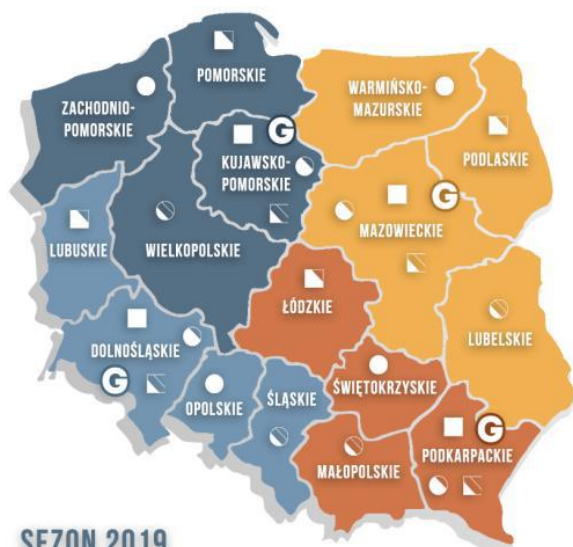 POMORSKIE
ZACHODNIO-
POMORSKIE
WARMIŃSKO-
MAZURSKIE
G
KUJAWSKO-
POMORSKIE
PODLASKIE
G
MAZOWIECKIE
LUBUSKIE
WIELKOPOLSKIE
ŁÓDZKIE
LUBELSKIE
DOLNOŚLĄSKIE
G
OPOLSKIE
ŚLĄSKIE
ŚWIĘTOKRZYSKIE
G
PODKARPACKIE
MAŁOPOLSKIE
SEZON 2019